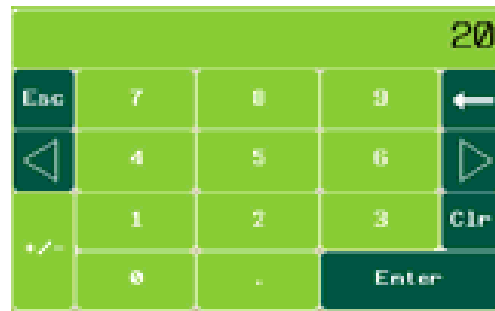 20
Esc 7 8 9 ←
◁ 4 5 6 ▷
1 2 3 Clr
+/-
0 . Enter